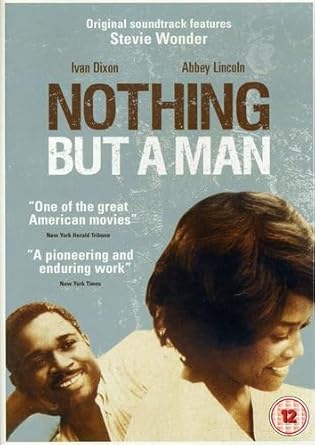 Original soundtrack features
Stevie Wonder
Ivan Dixon Abbey Lincoln
NOTHING
BUT A MAN
"One of the great
American movies"
New York Herald Tribune
"A pioneering and
enduring work"
New York Times
12